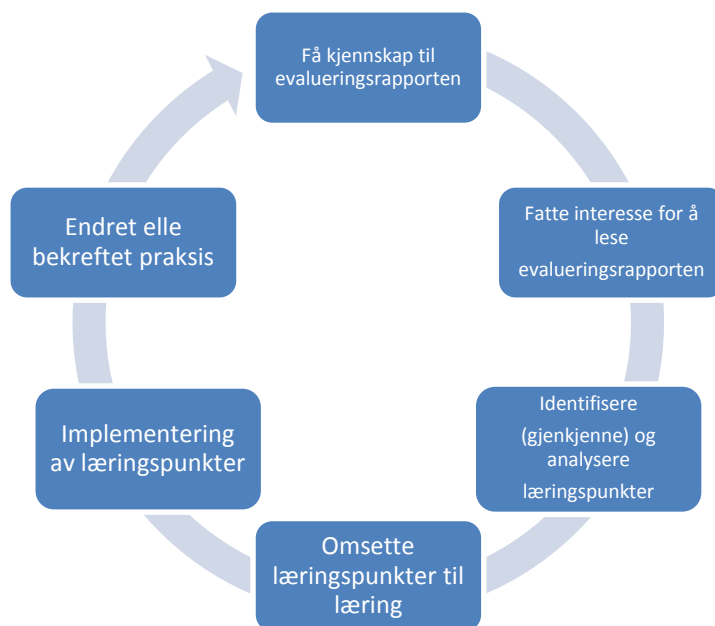 Få kjennskap til
evalueringsrapporten
Fatte interesse for å
lese
evalueringsrapporten
Identifisere
(gjenkjenne) og
analysere
læringspunkter
Omsette
læringspunkter til
læring
Implementering
av læringspunkter
Endret elle
bekreftet praksis